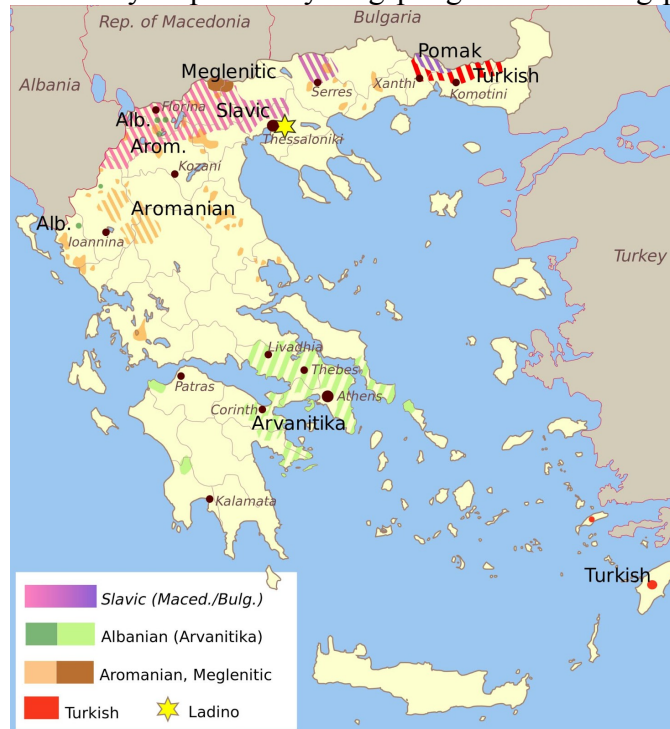 Rep. of Macedonia
Bulgaria
Albania
Pomak
Meglenitic
Turkish
Florina
Slavic
Serres
Xanthi
Komotini
Alb.
Thessaloniki
Arom.
Kozani
Aromanian
Alb.
Ioannina
Turkey
Livadhia
Thebes
Patras
Athens
Corinth
Arvanitika
Kalamata
Turkish
Slavic (Maced./Bulg.)
Albanian (Arvanitika)
Aromanian, Meglenitic
Turkish
Ladino